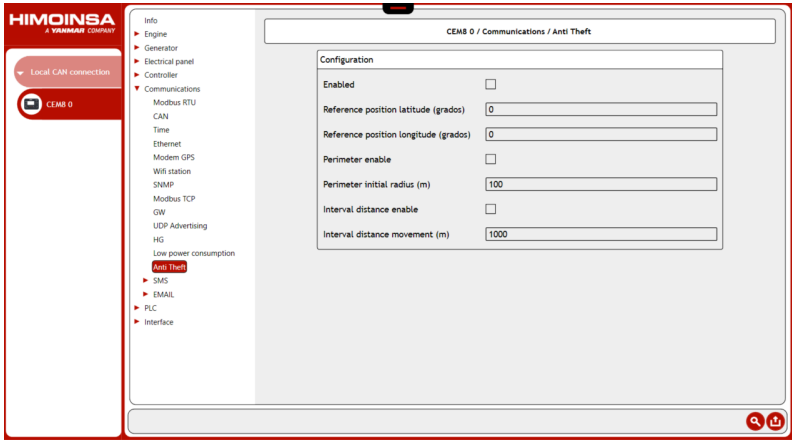 HIMOINSA
A YANMAR COMPANY
Local CAN connection
CEM8 0
Info
Engine
Generator
Electrical panel
Controller
Communications
Modbus RTU
CAN
Time
Ethernet
Modem GPS
Wifi station
SNMP
Modbus TCP
GW
UDP Advertising
HG
Low power consumption
Anti Theft
SMS
EMAIL
PLC
Interface
CEM8 0 / Communications / Anti Theft
Configuration
Enabled
Reference position latitude (grados) 0
Reference position longitude (grados) 0
Perimeter enable
Perimeter initial radius (m) 100
Interval distance enable
Interval distance movement (m) 1000